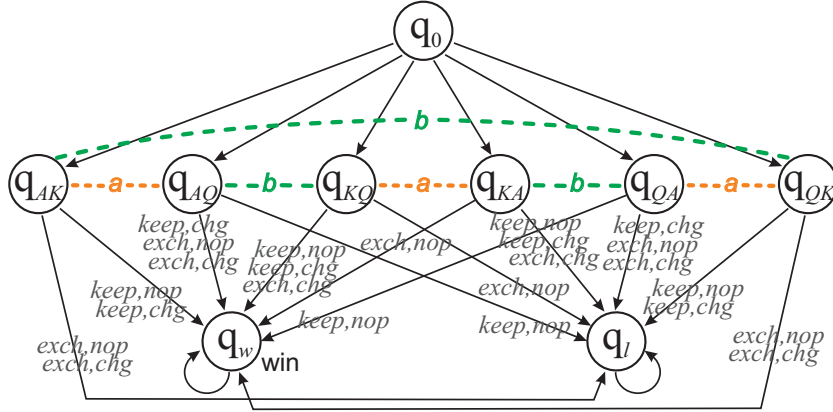 q0
b
qAK a qAQ b qKQ a qKA b qQA a qQK
keep,chg
exch,nop
exch,chg
keep,nop
keep,chg
exch,chg
exch,nop
keep,nop
keep,chg
exch,chg
keep,chg
exch,nop
exch,chg
keep,nop
keep,chg
exch,nop
keep,nop
keep,chg
keep,nop
keep,nop
exch,nop
exch,chg
qw
win
ql
exch,nop
exch,chg